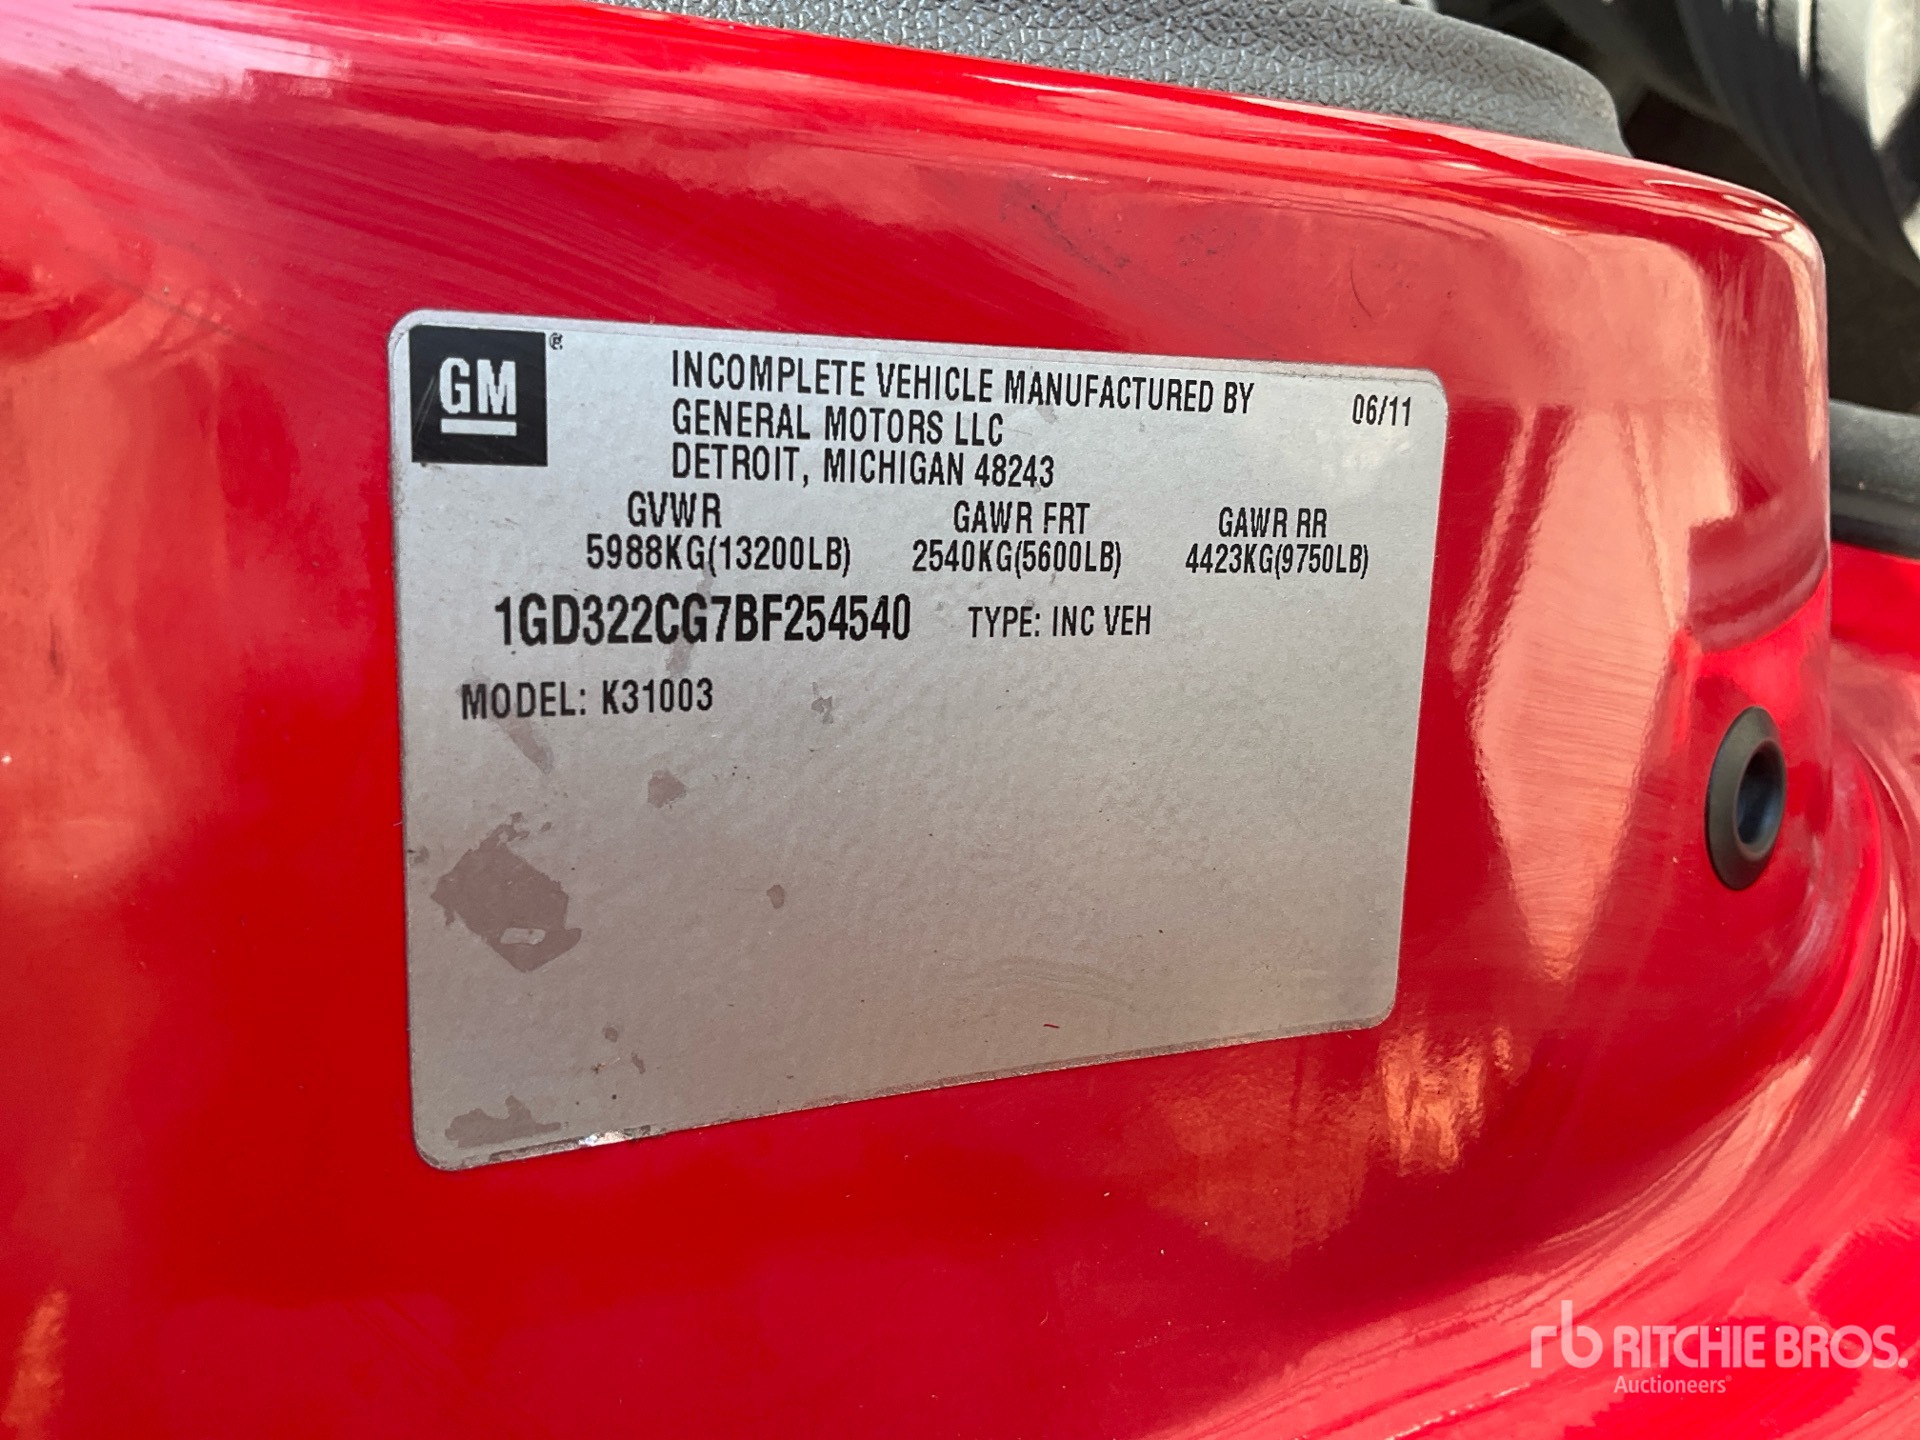 GM®
INCOMPLETE VEHICLE MANUFACTURED BY 06/11
GENERAL MOTORS LLC
DETROIT, MICHIGAN 48243
GVWR GAWR FRT GAWR RR
5988KG(13200LB) 2540KG(5600LB) 4423KG(9750LB)
1GD322CG7BF254540 TYPE: INC VEH
MODEL: K31003
rb RITCHIE BROS.
Auctioneers